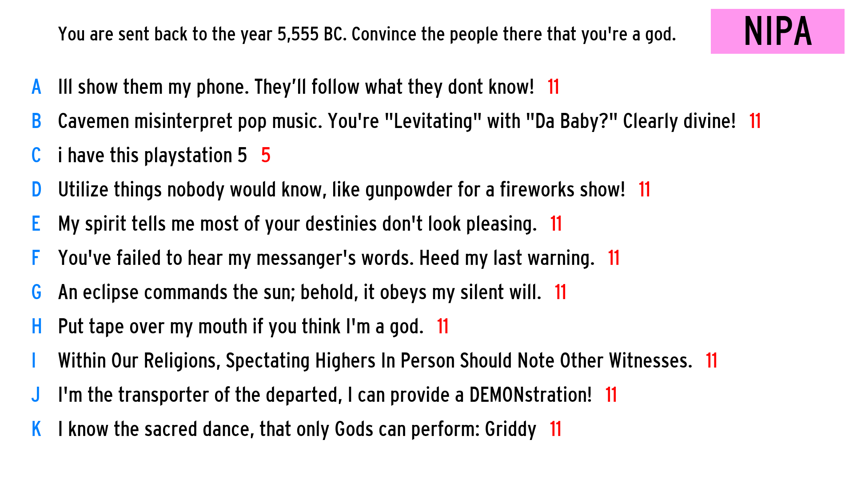 You are sent back to the year 5,555 BC. Convince the people there that you're a god.
NIPA
A Ill show them my phone. They’ll follow what they dont know! 11
B Cavemen misinterpret pop music. You're "Levitating" with "Da Baby?" Clearly divine! 11
C i have this playstation 5 5
D Utilize things nobody would know, like gunpowder for a fireworks show! 11
E My spirit tells me most of your destinies don't look pleasing. 11
F You've failed to hear my messanger's words. Heed my last warning. 11
G An eclipse commands the sun; behold, it obeys my silent will. 11
H Put tape over my mouth if you think I'm a god. 11
I Within Our Religions, Spectating Highers In Person Should Note Other Witnesses. 11
J I'm the transporter of the departed, I can provide a DEMONstration! 11
K I know the sacred dance, that only Gods can perform: Griddy 11